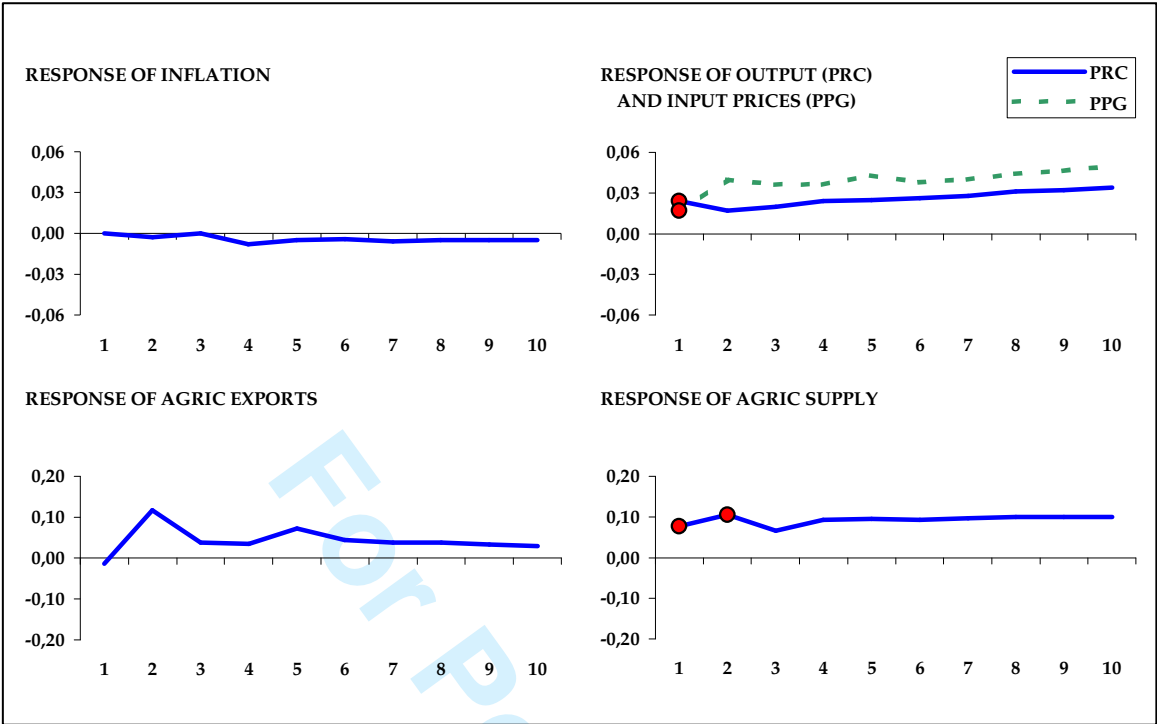 RESPONSE OF INFLATION
0,06
0,03
0,00
-0,03
-0,06
1 2 3 4 5 6 7 8 9 10
RESPONSE OF OUTPUT (PRC)
AND INPUT PRICES (PPG)
PRC
PPG
0,06
0,03
0,00
-0,03
-0,06
1 2 3 4 5 6 7 8 9 10
RESPONSE OF AGRIC EXPORTS
0,20
0,10
0,00
-0,10
-0,20
1 2 3 4 5 6 7 8 9 10
RESPONSE OF AGRIC SUPPLY
0,20
0,10
0,00
-0,10
-0,20
1 2 3 4 5 6 7 8 9 10
For